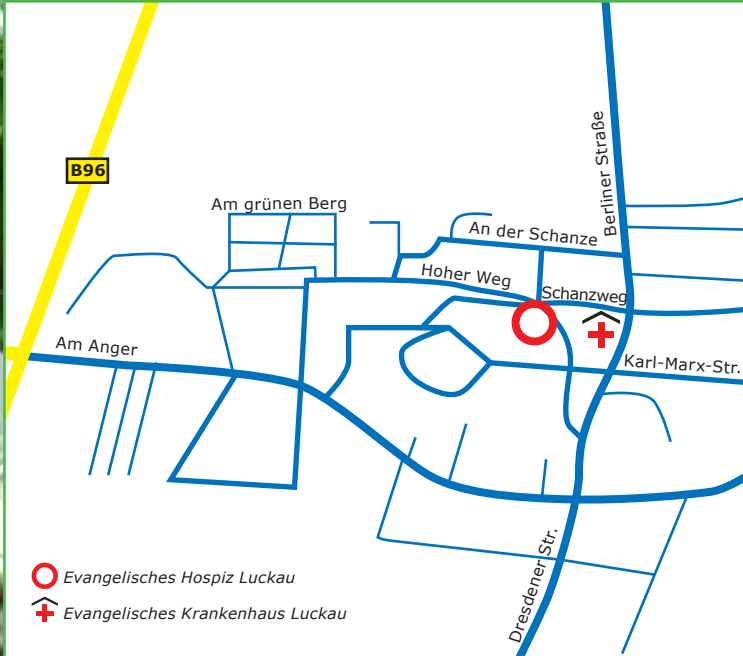 B96
Berliner Straße
Am grünen Berg
An der Schanze
Hoher Weg
Schanzweg
Am Anger
Karl-Marx-Str.
Dresdener Str.
Evangelisches Hospiz Luckau
Evangelisches Krankenhaus Luckau